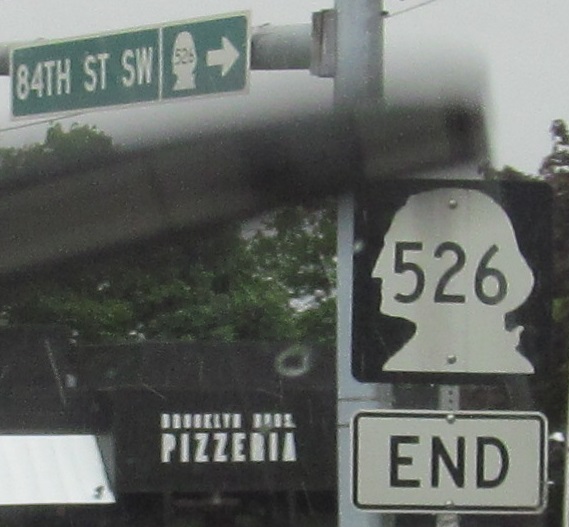 84TH ST SW 526
526
END
BROOKLYN BROS.
PIZZERIA